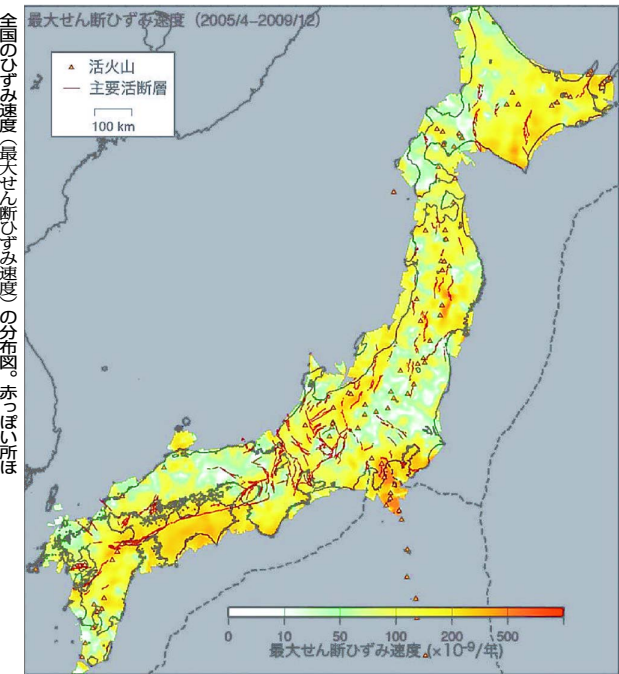 全国のひずみ速度（最大せん断ひずみ速度）の分布図。赤っぽい所ほ
最大せん断ひずみ速度 (2005/4-2009/12)
活火山
主要活断層
100 km
0 10 50 100 200 500
最大せん断ひずみ速度 (×10-9/年)